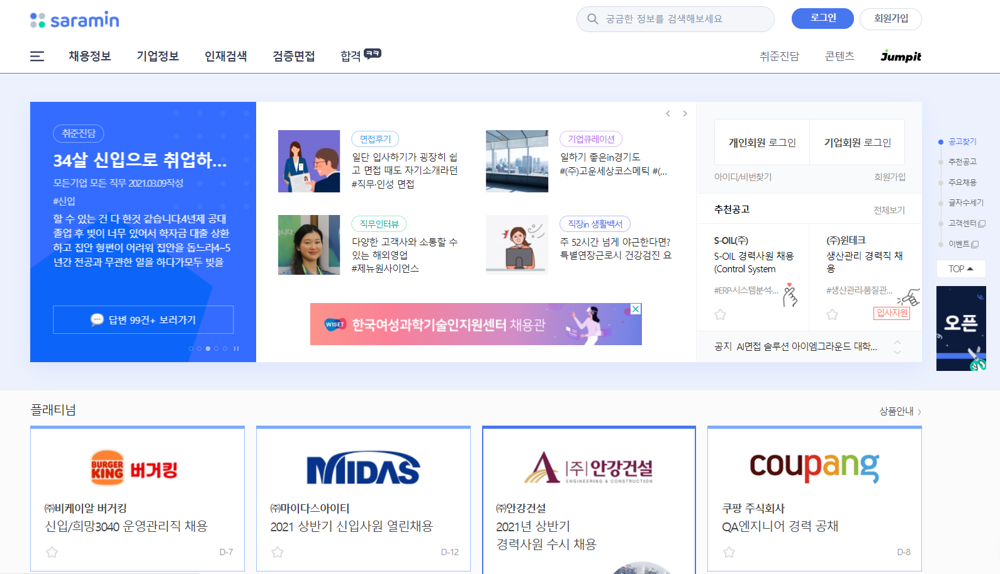 saramin
궁금한 정보를 검색해보세요
로그인
회원가입
채용정보
기업정보
인재검색
검증면접
합격 ㅋㅋ
취준진담
콘텐츠
Jumpit
취준진담
34살 신입으로 취업하...
모든기업 모든 직무 2021.03.09작성
#신입
할 수 있는 건 다 한것 같습니다.4년제 공대
졸업 후 빚이 너무 있어서 학자금 대출 상환
하고 집안 형편이 어려워 집안을 돕느라4~5
년간 전공과 무관한 일을 하다가모두 빚을
답변 99건+ 보러가기
면접후기
일단 입사하기가 굉장히 쉽
고 면접 때도 자기소개라던
#직무·인성 면접
기업큐레이션
일하기 좋은in경기도
#(주)고운세상코스메틱 #(...
직무인터뷰
다양한 고객사와 소통할 수
있는 해외영업
#제뉴원사이언스
직장in 생활백서
주 52시간 넘게 야근한다면?
특별연장근로시 건강검진 요
WISET 한국여성과학기술인지원센터 채용관
개인회원 로그인
기업회원 로그인
아이디/비번찾기
회원가입
추천공고
전체보기
S-OIL(주)
S-OIL 경력사원 채용
(Control System
#ERP·시스템분석·...
(주)윈테크
생산관리 경력직 채
용
#생산관리·품질관...
입사지원
공지 AI면접 솔루션 아이엠그라운드 대학...
공고찾기
추천공고
주요채용
글자수세기
고객센터
이벤트
TOP
오픈
플래티넘
상품안내
BURGER
KING 버거킹
㈜비케이알 버거킹
신입/희망3040 운영관리직 채용
D-7
MIDAS
㈜마이다스아이티
2021 상반기 신입사원 열린채용
D-12
|주|안강건설
ENGINEERING & CONSTRUCTION
㈜안강건설
2021년 상반기
경력사원 수시 채용
coupang
쿠팡 주식회사
QA엔지니어 경력 공채
D-8